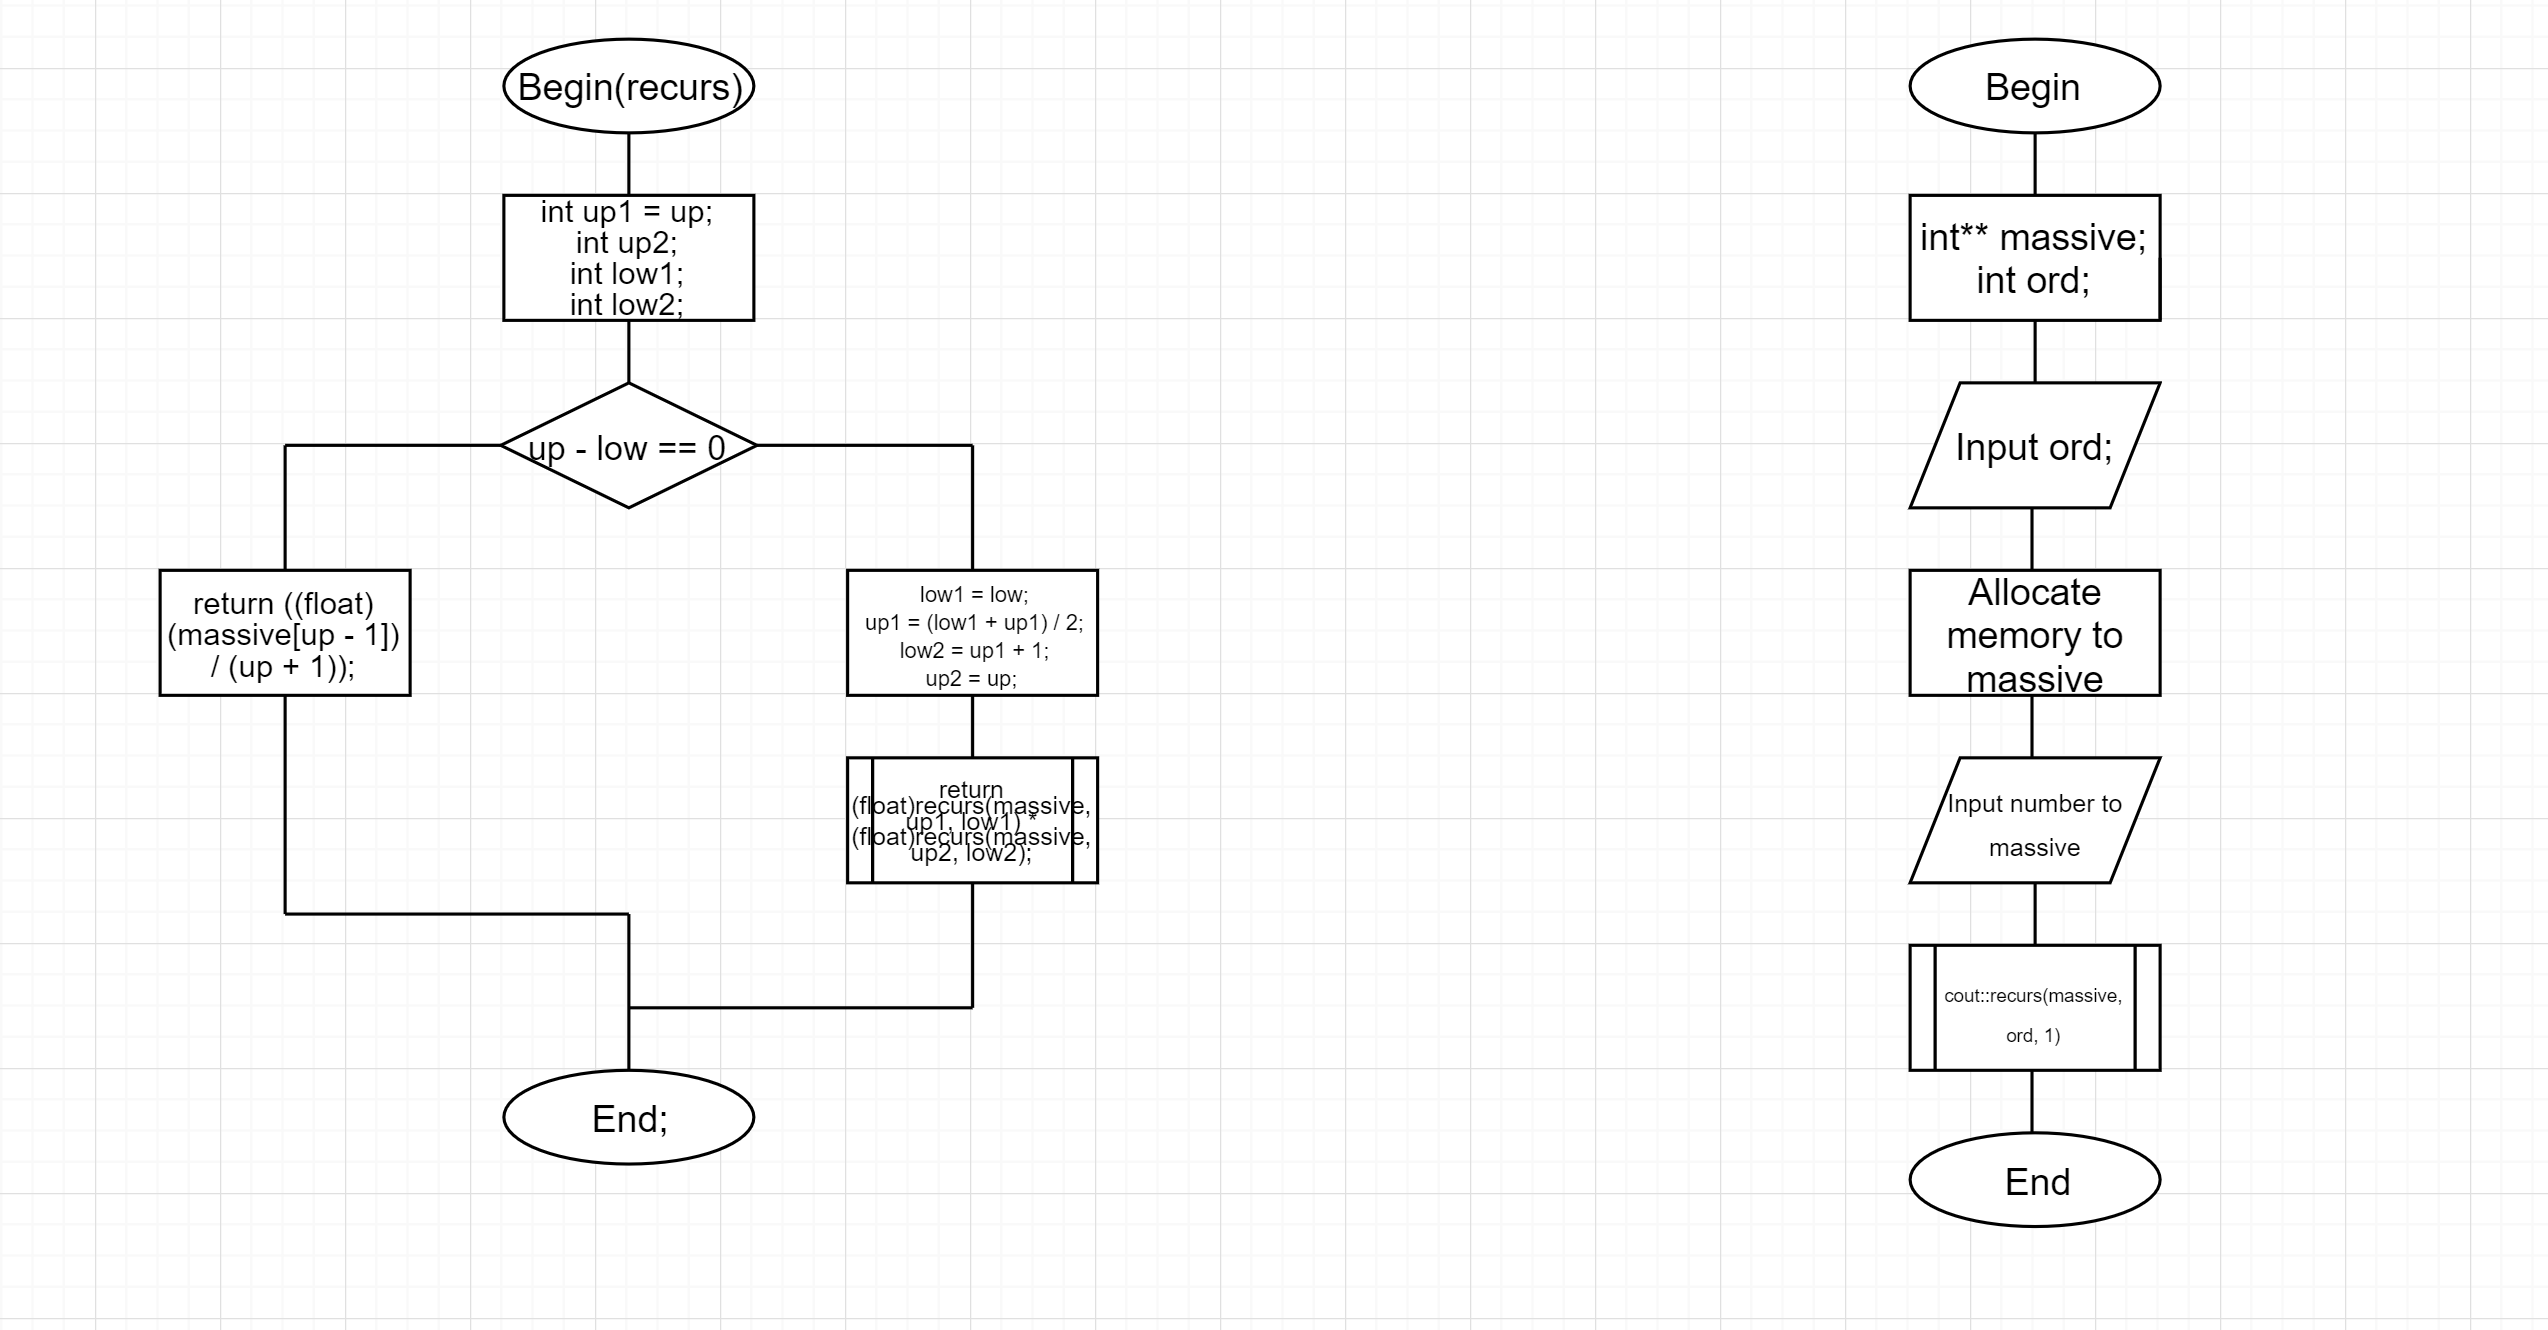 Begin(recurs)
int up1 = up;
int up2;
int low1;
int low2;
up - low == 0
return ((float)
(massive[up - 1])
/ (up + 1));
low1 = low;
up1 = (low1 + up1) / 2;
low2 = up1 + 1;
up2 = up;
return
(float)recurs(massive,
up1, low1) *
(float)recurs(massive,
up2, low2);
End;
Begin
int** massive;
int ord;
Input ord;
Allocate
memory to
massive
Input number to
massive
cout::recurs(massive,
ord, 1)
End